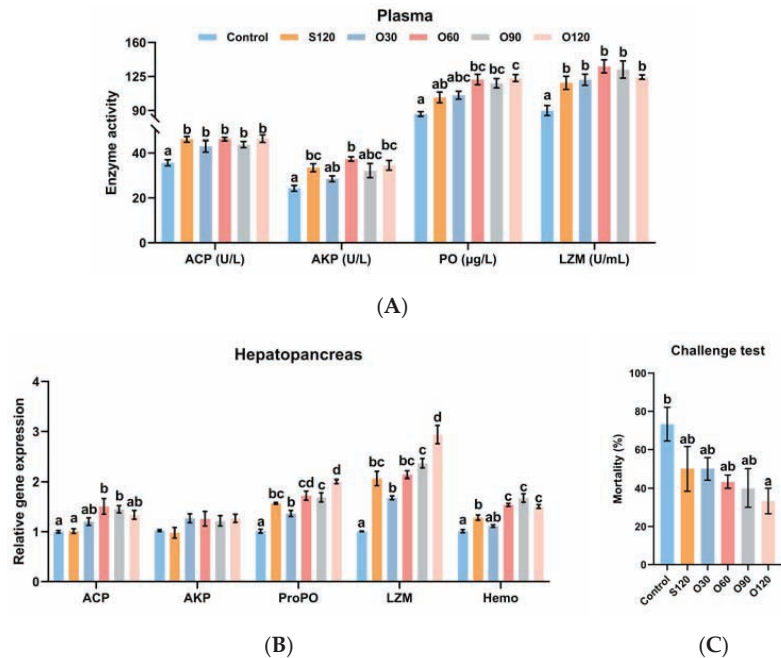 Plasma
Control S120 O30 O60 O90 O120
Enzyme activity
160
125
90
40
20
0
a b b b b b
a bc ab c abc bc
a ab abc bc bc c
a b b b b b
ACP (U/L) AKP (U/L) PO (μg/L) LZM (U/mL)
(A)
Hepatopancreas
Relative gene expression
4
3
2
1
0
a a ab b b ab
a bc b cd c d
a bc b bc c d
a b ab c c c
ACP AKP ProPO LZM Hemo
(B)
Challenge test
Mortality (%)
100
80
60
40
20
0
b ab ab ab ab a
Control S120 O30 O60 O90 O120
(C)